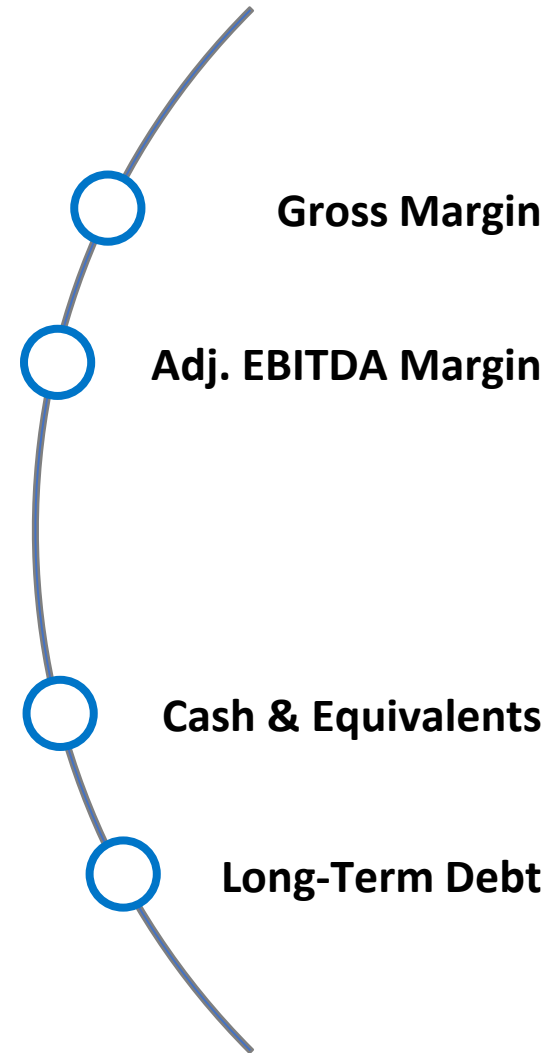 Gross Margin
Adj. EBITDA Margin
Cash & Equivalents
Long-Term Debt